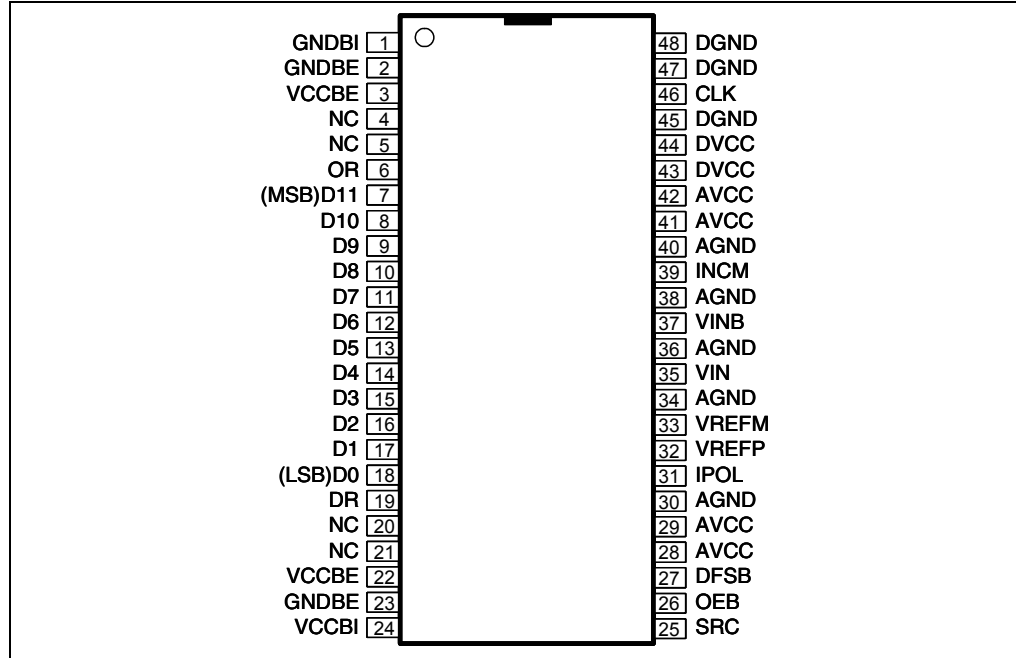 GNDBI 1 48 DGND
GNDBE 2 47 DGND
VCCBE 3 46 CLK
NC 4 45 DGND
NC 5 44 DVCC
OR 6 43 DVCC
(MSB)D11 7 42 AVCC
D10 8 41 AVCC
D9 9 40 AGND
D8 10 39 INCM
D7 11 38 AGND
D6 12 37 VINB
D5 13 36 AGND
D4 14 35 VIN
D3 15 34 AGND
D2 16 33 VREFM
D1 17 32 VREFP
(LSB)D0 18 31 IPOL
DR 19 30 AGND
NC 20 29 AVCC
NC 21 28 AVCC
VCCBE 22 27 DFSB
GNDBE 23 26 OEB
VCCBI 24 25 SRC